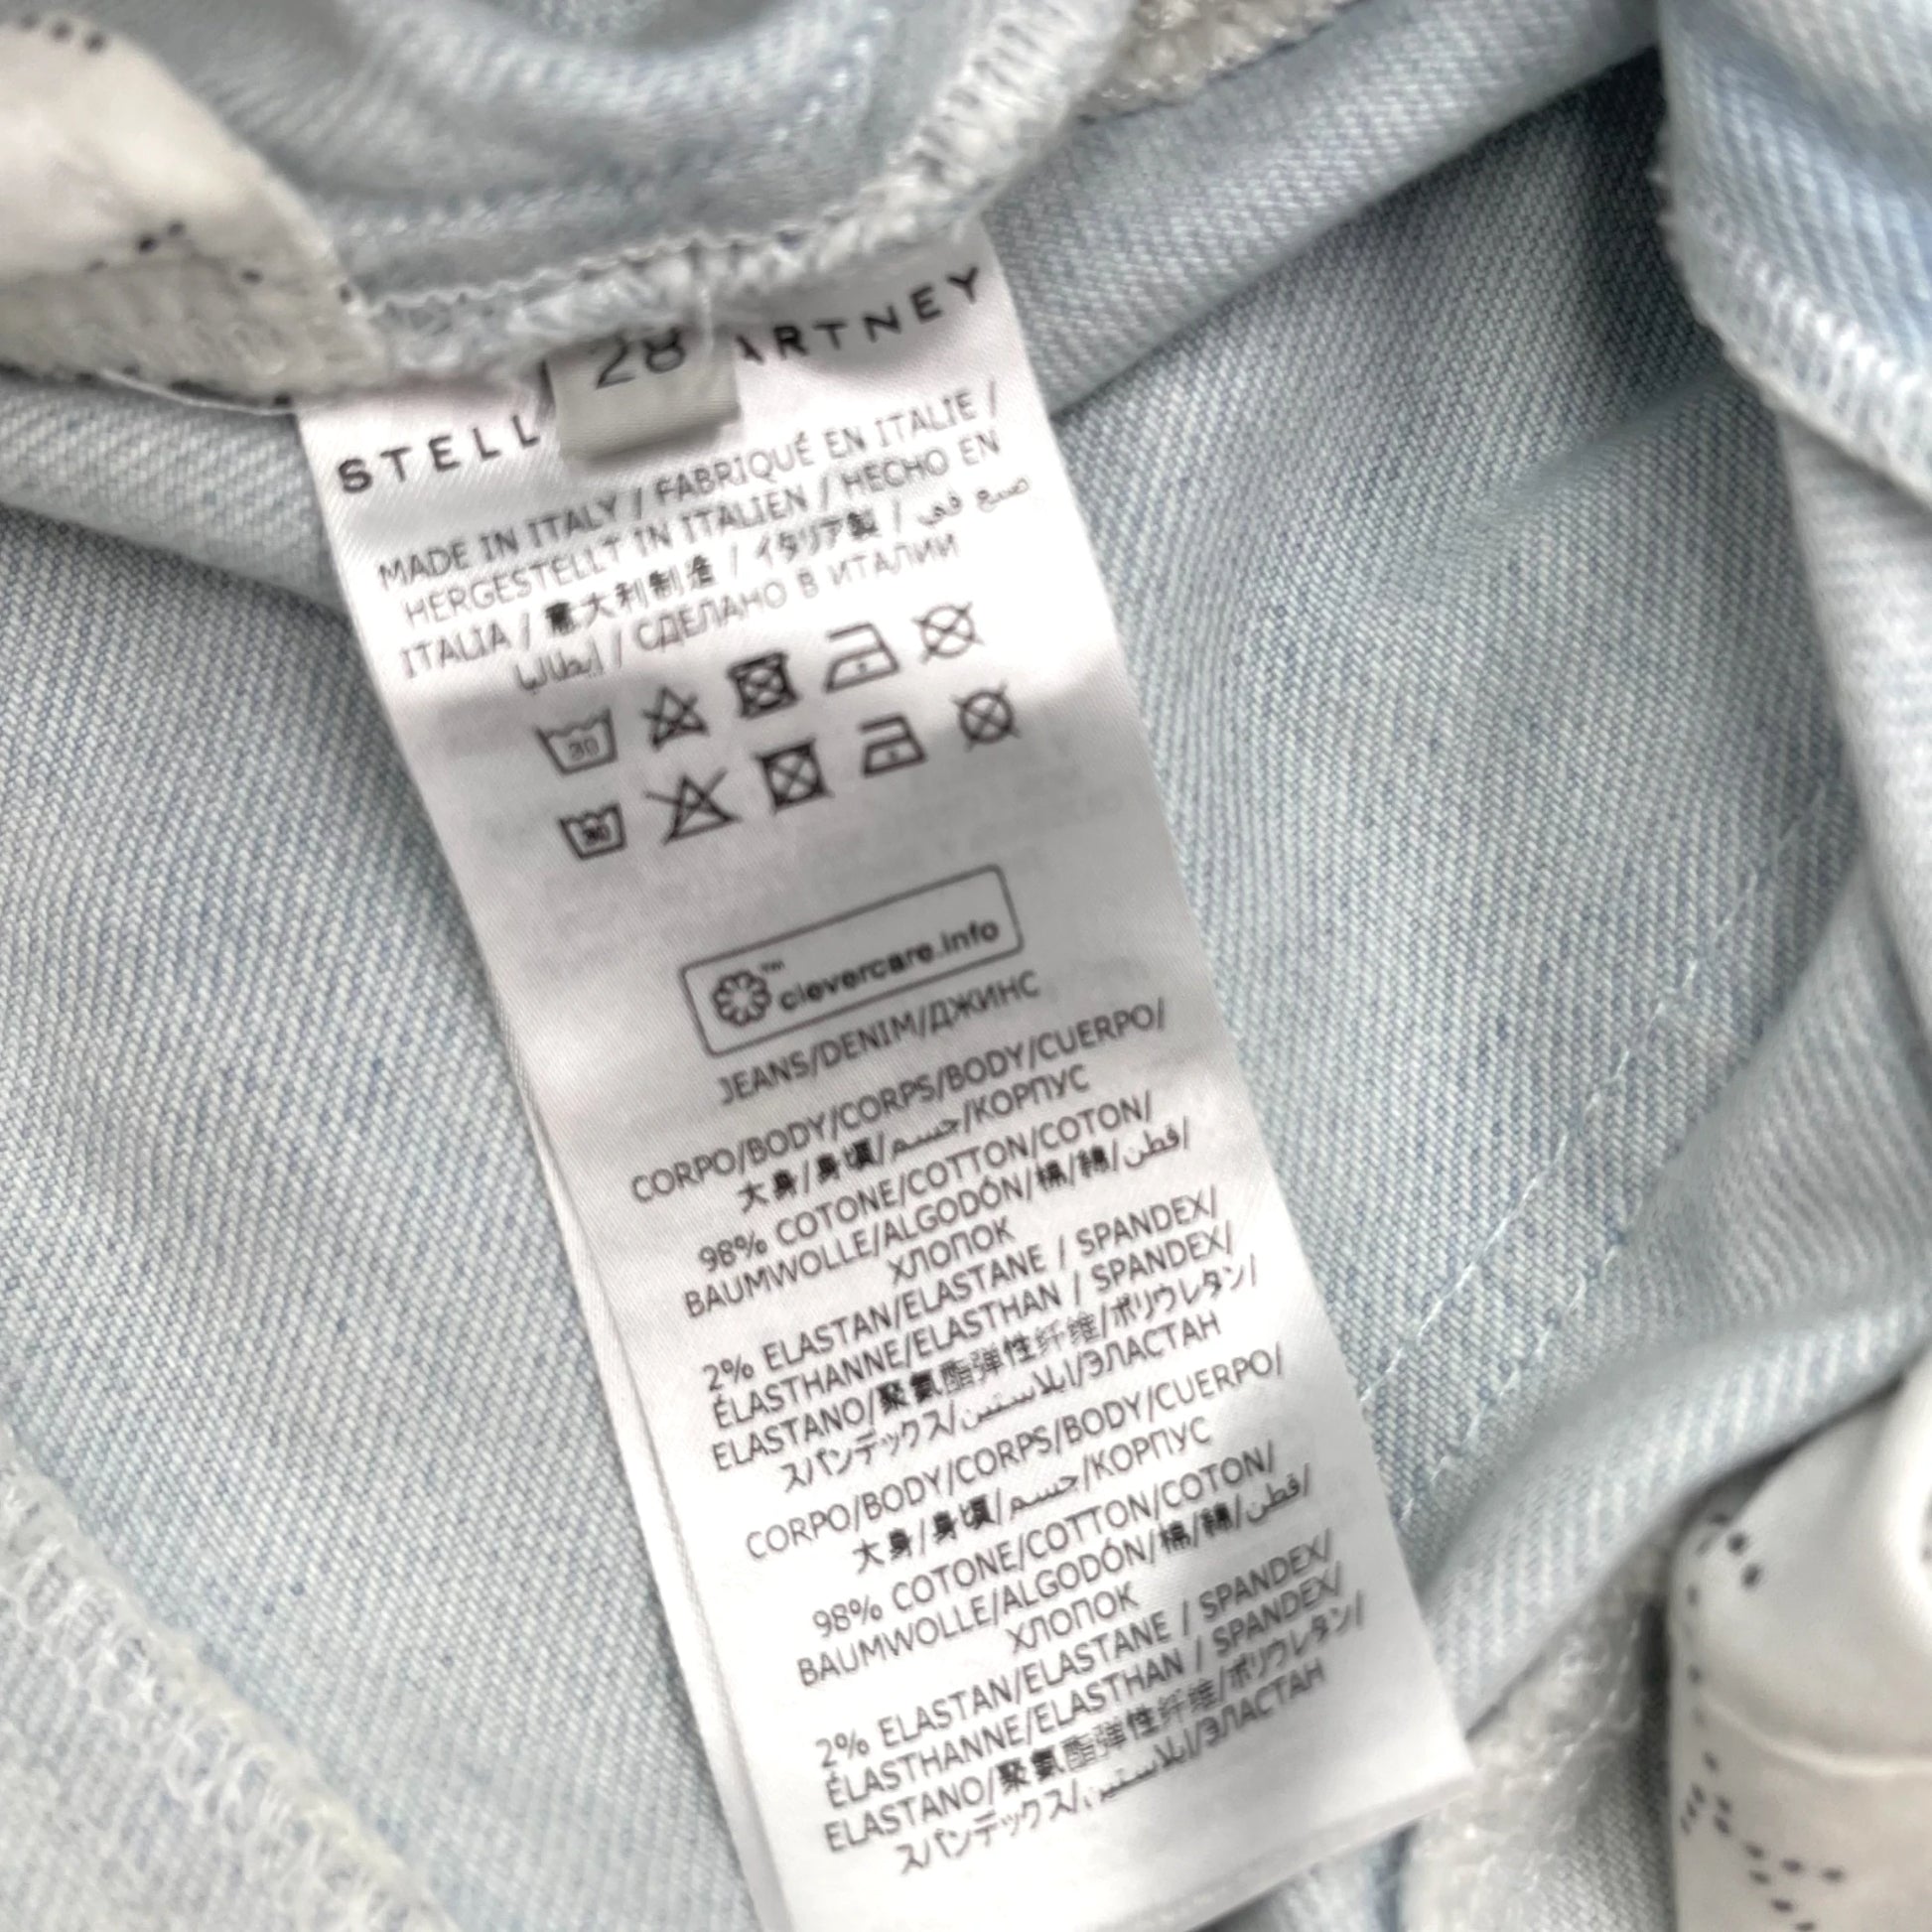 28
STELL ARTNEY
MADE IN ITALY / FABRIQUÉ EN ITALIE /
HERGESTELLT IN ITALIEN / HECHO EN
ITALIA / 意大利制造 / イタリア製 / صنع في
إيطاليا / СДЕЛАНО В ИТАЛИИ
30
30
clevercare.info
JEANS/DENIM/ДЖИНС
CORPO/BODY/CORPS/BODY/CUERPO/
大身/身頃/جسم/КОРПУС
98% COTONE/COTTON/COTON/
BAUMWOLLE/ALGODÓN/棉/綿/قطن/
ХЛОПОК
2% ELASTAN/ELASTANE / SPANDEX/
ÉLASTHANNE/ELASTHAN / SPANDEX/
ELASTANO/聚氨酯弹性纤维/ポリウレタン/
スパンデックス/ايلاستين/ЭЛАСТАН
CORPO/BODY/CORPS/BODY/CUERPO/
大身/身頃/جسم/КОРПУС
98% COTONE/COTTON/COTON/
BAUMWOLLE/ALGODÓN/棉/綿/قطن/
ХЛОПОК
2% ELASTAN/ELASTANE / SPANDEX/
ÉLASTHANNE/ELASTHAN / SPANDEX/
ELASTANO/聚氨酯弹性纤维/ポリウレタン/
スパンデックス/ايلاستين/ЭЛАСТАН